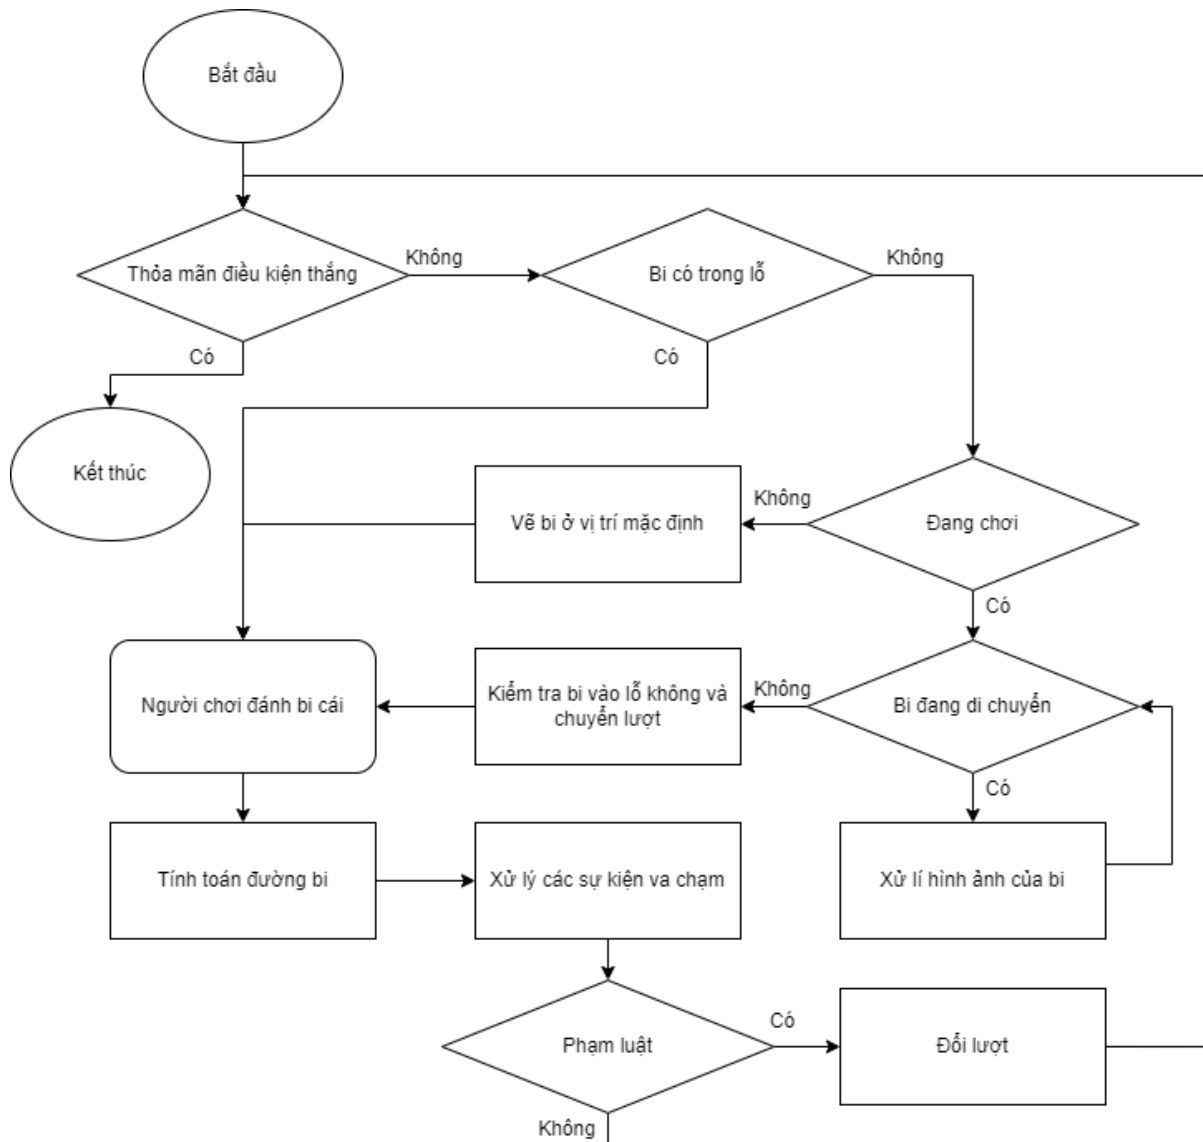 Bắt đầu
Thỏa mãn điều kiện thắng
Không
Bi có trong lỗ
Không
Có
Có
Kết thúc
Vẽ bi ở vị trí mặc định
Không
Đang chơi
Có
Người chơi đánh bi cái
Kiểm tra bi vào lỗ không và
chuyển lượt
Không
Bi đang di chuyển
Có
Tính toán đường bi
Xử lý các sự kiện va chạm
Xử lí hình ảnh của bi
Phạm luật
Có
Đổi lượt
Không